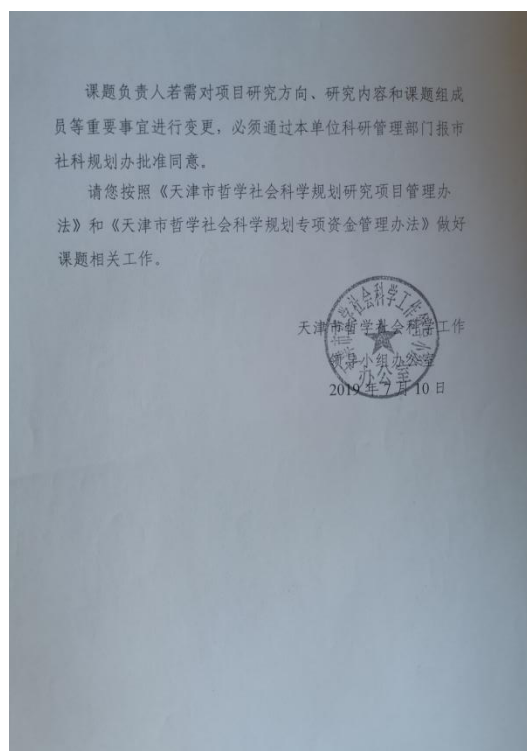 课题负责人若需对项目研究方向、研究内容和课题组成
员等重要事宜进行变更，必须通过本单位科研管理部门报市
社科规划办批准同意。
请您按照《天津市哲学社会科学规划研究项目管理办
法》和《天津市哲学社会科学规划专项资金管理办法》做好
课题相关工作。
天津市哲学社会科学工作
领导小组办公室
2019年7月10日
办公室